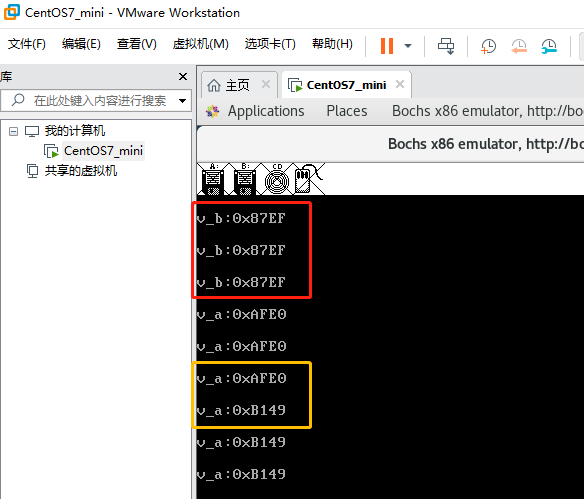 CentOS7_mini - VMware Workstation
文件(F) 编辑(E) 查看(V) 虚拟机(M) 选项卡(T) 帮助(H)
库
在此处键入内容进行搜索
我的计算机
CentOS7_mini
共享的虚拟机
主页
CentOS7_mini
Applications Places Bochs x86 emulator, http://bo
Bochs x86 emulator, http://bo
A: B: CD
v_b:0x87EF
v_b:0x87EF
v_b:0x87EF
v_a:0xAFE0
v_a:0xAFE0
v_a:0xAFE0
v_a:0xB149
v_a:0xB149
v_a:0xB149